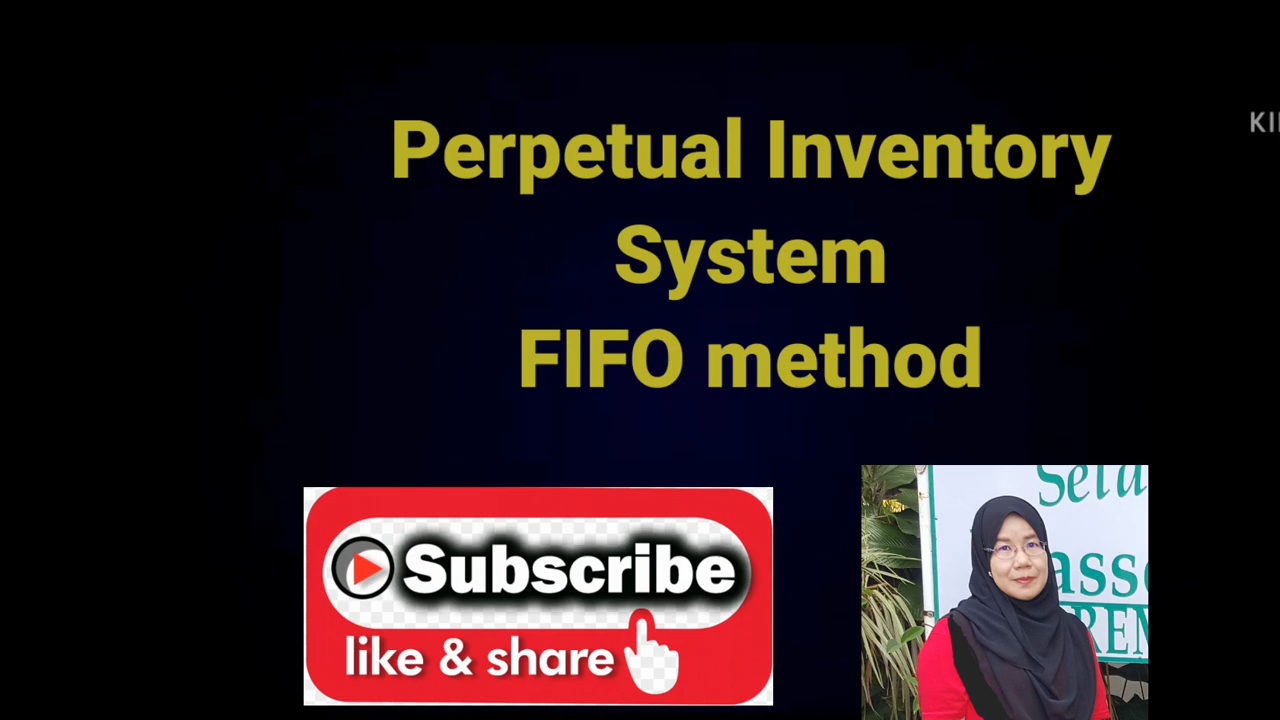 Perpetual Inventory
System
FIFO method
Subscribe
like & share